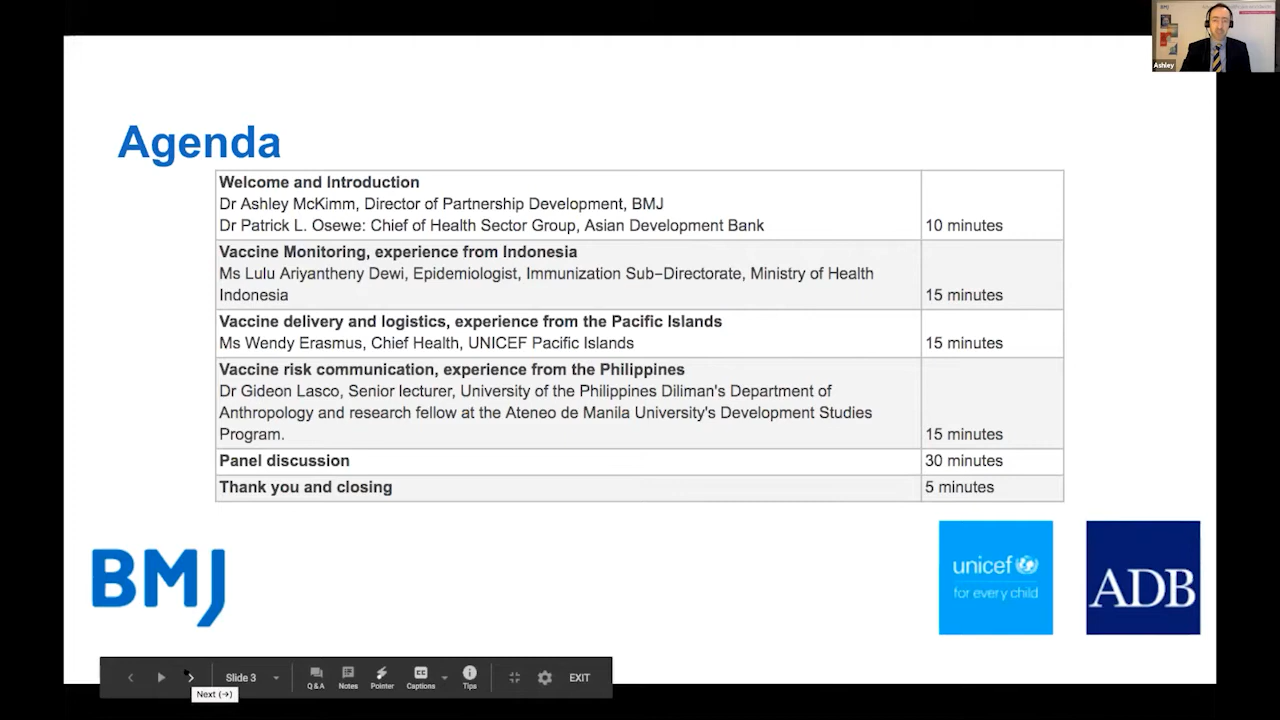 Ashley
Agenda
Welcome and Introduction
Dr Ashley McKimm, Director of Partnership Development, BMJ
Dr Patrick L. Osewe: Chief of Health Sector Group, Asian Development Bank
10 minutes
Vaccine Monitoring, experience from Indonesia
Ms Lulu Ariyantheny Dewi, Epidemiologist, Immunization Sub–Directorate, Ministry of Health
Indonesia
15 minutes
Vaccine delivery and logistics, experience from the Pacific Islands
Ms Wendy Erasmus, Chief Health, UNICEF Pacific Islands
15 minutes
Vaccine risk communication, experience from the Philippines
Dr Gideon Lasco, Senior lecturer, University of the Philippines Diliman's Department of
Anthropology and research fellow at the Ateneo de Manila University's Development Studies
Program.
15 minutes
Panel discussion
30 minutes
Thank you and closing
5 minutes
BMJ
unicef
for every child
ADB
Slide 3
Q & A
Notes
Pointer
CC
Captions
Tips
EXIT
Next (→)